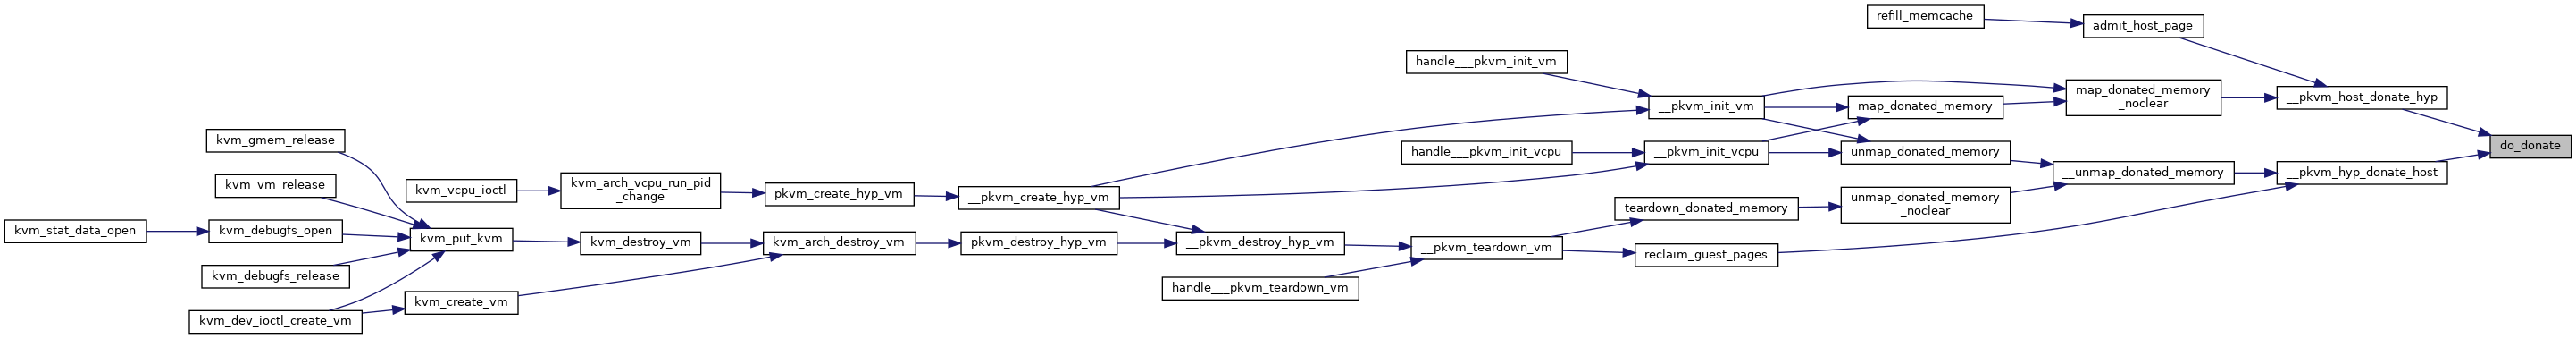 refill_memcache
admit_host_page
handle___pkvm_init_vm
map_donated_memory
_noclear
__pkvm_host_donate_hyp
__pkvm_init_vm
map_donated_memory
kvm_gmem_release
do_donate
handle___pkvm_init_vcpu
__pkvm_init_vcpu
unmap_donated_memory
__unmap_donated_memory
__pkvm_hyp_donate_host
kvm_vm_release
kvm_vcpu_ioctl
kvm_arch_vcpu_run_pid
_change
pkvm_create_hyp_vm
__pkvm_create_hyp_vm
teardown_donated_memory
unmap_donated_memory
_noclear
kvm_stat_data_open
kvm_debugfs_open
kvm_put_kvm
kvm_destroy_vm
kvm_arch_destroy_vm
pkvm_destroy_hyp_vm
__pkvm_destroy_hyp_vm
__pkvm_teardown_vm
reclaim_guest_pages
kvm_debugfs_release
handle___pkvm_teardown_vm
kvm_create_vm
kvm_dev_ioctl_create_vm